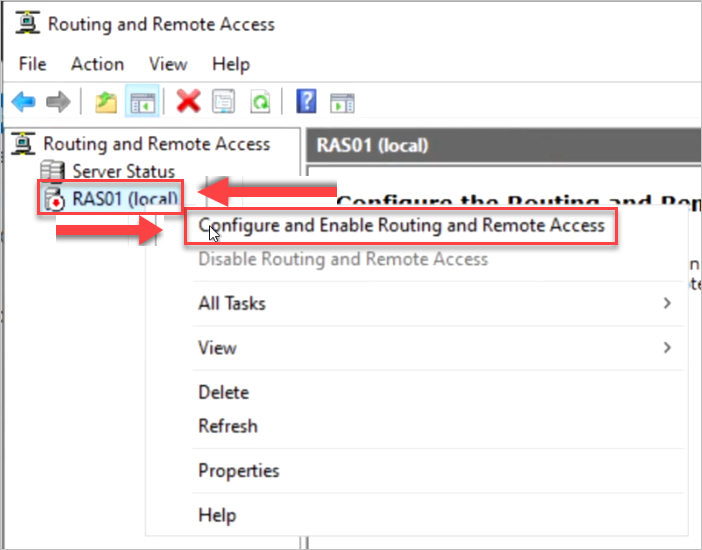 Routing and Remote Access
File Action View Help
Routing and Remote Access
RAS01 (local)
Server Status
RAS01 (local)
Configure the Routing and Rem
Configure and Enable Routing and Remote Access
Disable Routing and Remote Access
All Tasks
View
Delete
Refresh
Properties
Help